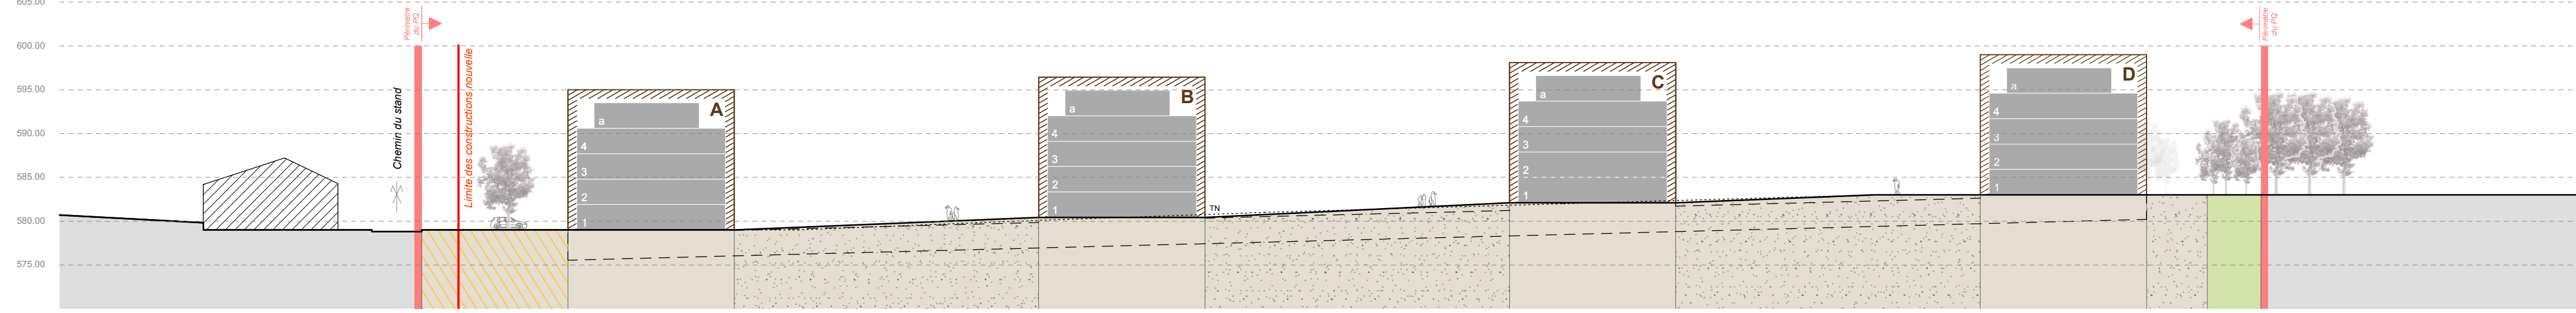 605.00
600.00
595.00
590.00
585.00
580.00
575.00
Périmètre
du PQ
Chemin du stand
Limite des constructions nouvelle
A
a
4
3
2
1
B
a
4
3
2
1
TN
C
a
4
3
2
1
D
a
4
3
2
1
Périmètre
du PQ